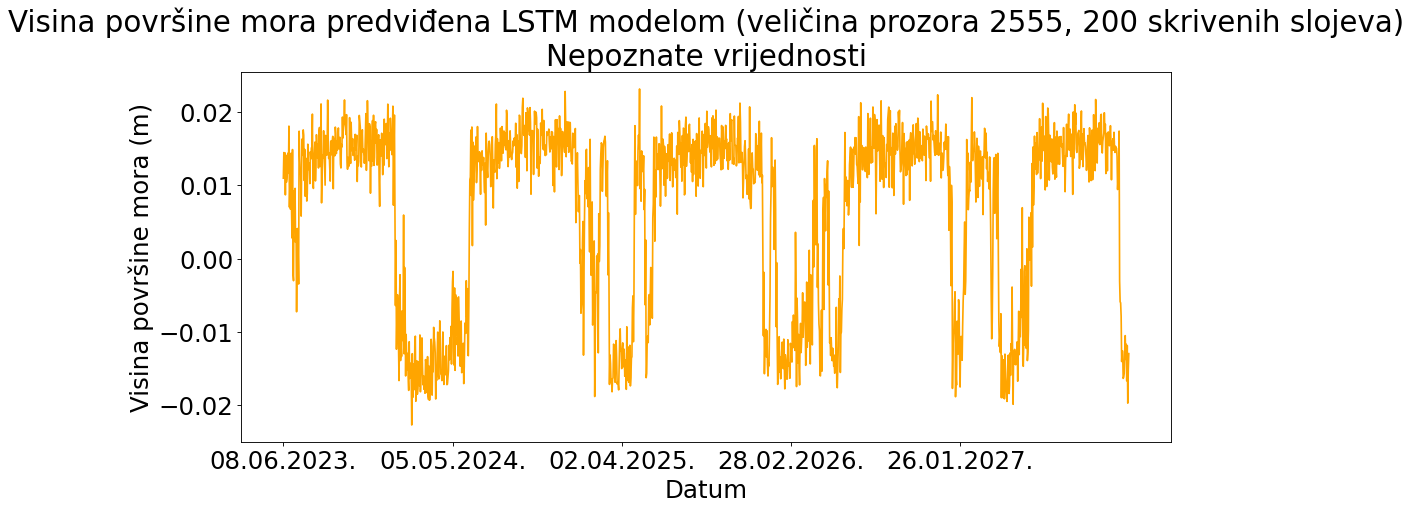 Visina površine mora predviđena LSTM modelom (veličina prozora 2555, 200 skrivenih slojeva)
Nepoznate vrijednosti
Visina površine mora (m)
0.02
0.01
0.00
−0.01
−0.02
08.06.2023. 05.05.2024. 02.04.2025. 28.02.2026. 26.01.2027.
Datum